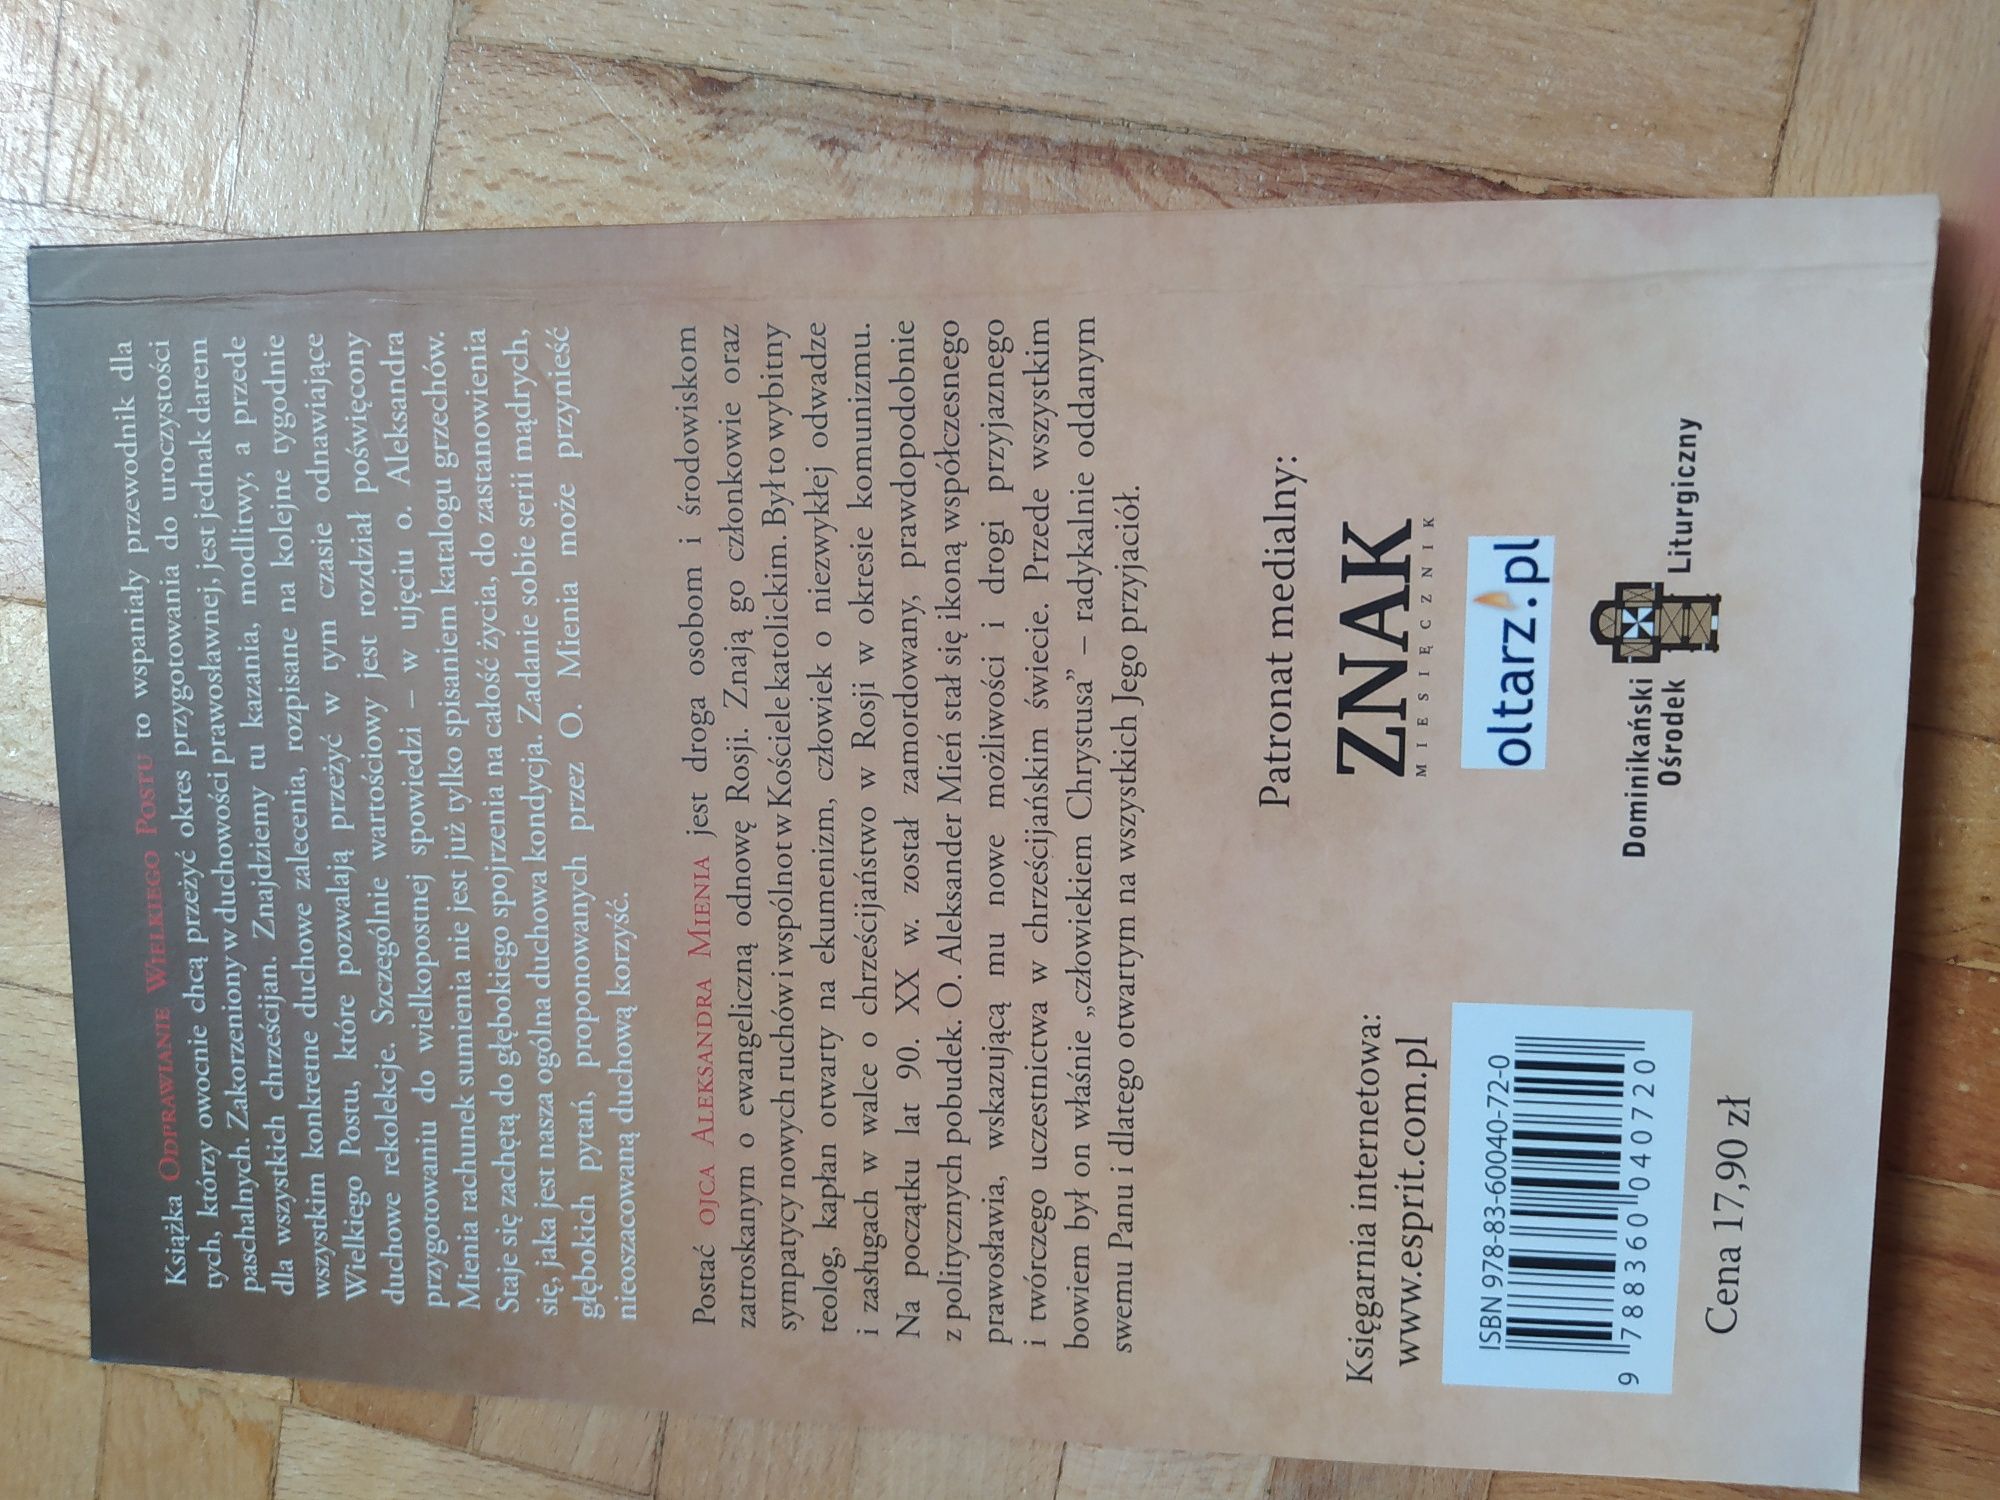 Książka Odprawianie Wielkiego Postu to wspaniały przewodnik dla
tych, którzy owocnie chcą przeżyć okres przygotowania do uroczystości
paschalnych. Zakorzeniony w duchowości prawosławnej, jest jednak darem
dla wszystkich chrześcijan. Znajdziemy tu kazania, modlitwy, a przede
wszystkim konkretne duchowe zalecenia, rozpisane na kolejne tygodnie
Wielkiego Postu, które pozwalają przeżyć w tym czasie odnawiające
duchowe rekolekcje. Szczególnie wartościowy jest rozdział poświęcony
przygotowaniu do wielkopostnej spowiedzi – w ujęciu o. Aleksandra
Mienia rachunek sumienia nie jest już tylko spisaniem katalogu grzechów.
Staje się zachętą do głębokiego spojrzenia na całość życia, do zastanowienia
się, jaka jest nasza ogólna duchowa kondycja. Zadanie sobie serii mądrych,
głębokich pytań, proponowanych przez O. Mienia może przynieść
nieoszacowaną duchową korzyść.
Postać ojca Aleksandra Mienia jest droga osobom i środowiskom
zatroskanym o ewangeliczną odnowę Rosji. Znają go członkowie oraz
sympatycy nowych ruchów i wspólnot w Kościele katolickim. Był to wybitny
teolog, kapłan otwarty na ekumenizm, człowiek o niezwykłej odwadze
i zasługach w walce o chrześcijaństwo w Rosji w okresie komunizmu.
Na początku lat 90. XX w. został zamordowany, prawdopodobnie
z politycznych pobudek. O. Aleksander Mień stał się ikoną współczesnego
prawosławia, wskazującą mu nowe możliwości i drogi przyjaznego
i twórczego uczestnictwa w chrześcijańskim świecie. Przede wszystkim
bowiem był on właśnie „człowiekiem Chrystusa” – radykalnie oddanym
swemu Panu i dlatego otwartym na wszystkich Jego przyjaciół.
Patronat medialny:
ZNAK
MIESIĘCZNIK
oltarz.pl
Dominikański Liturgiczny
Ośrodek
Księgarnia internetowa:
www.esprit.com.pl
ISBN 978-83-60040-72-0
9 788360 040720
Cena 17,90 zł